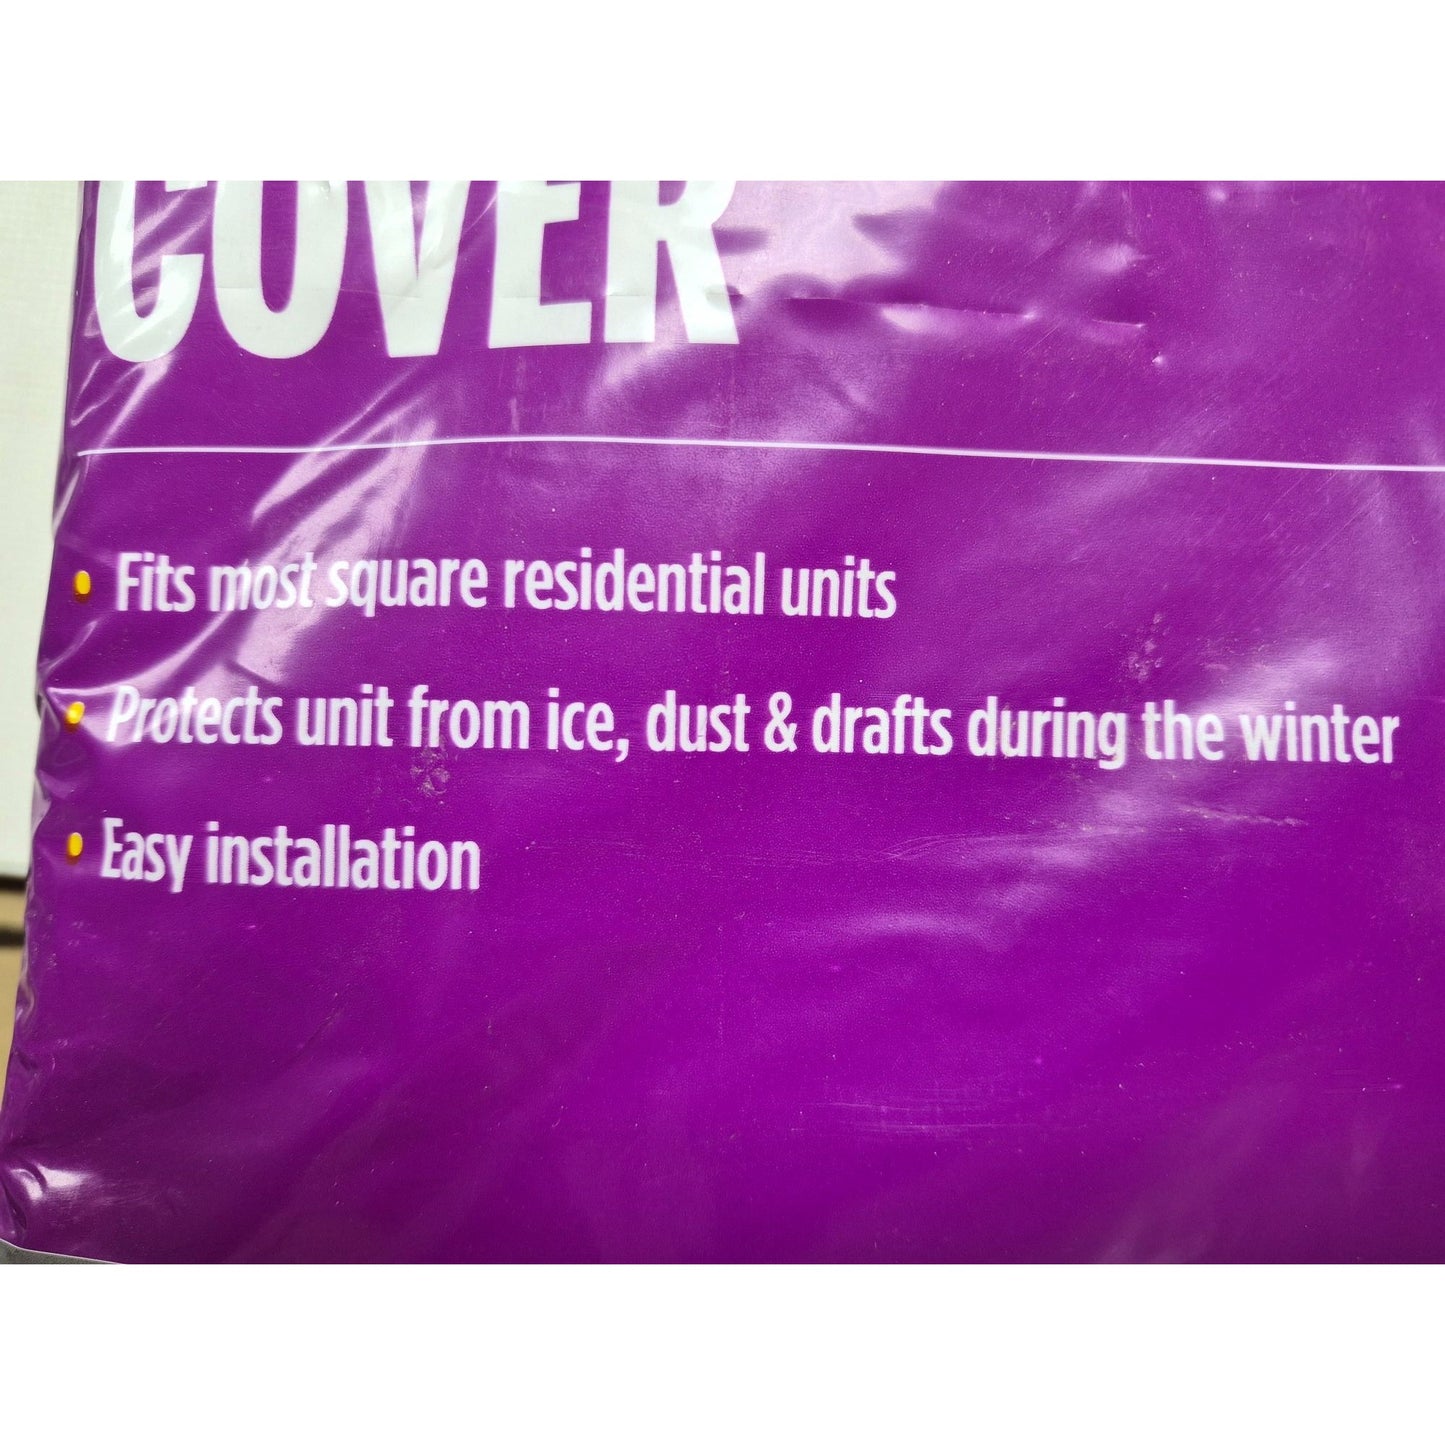 COVER
• Fits most square residential units
• Protects unit from ice, dust & drafts during the winter
• Easy installation